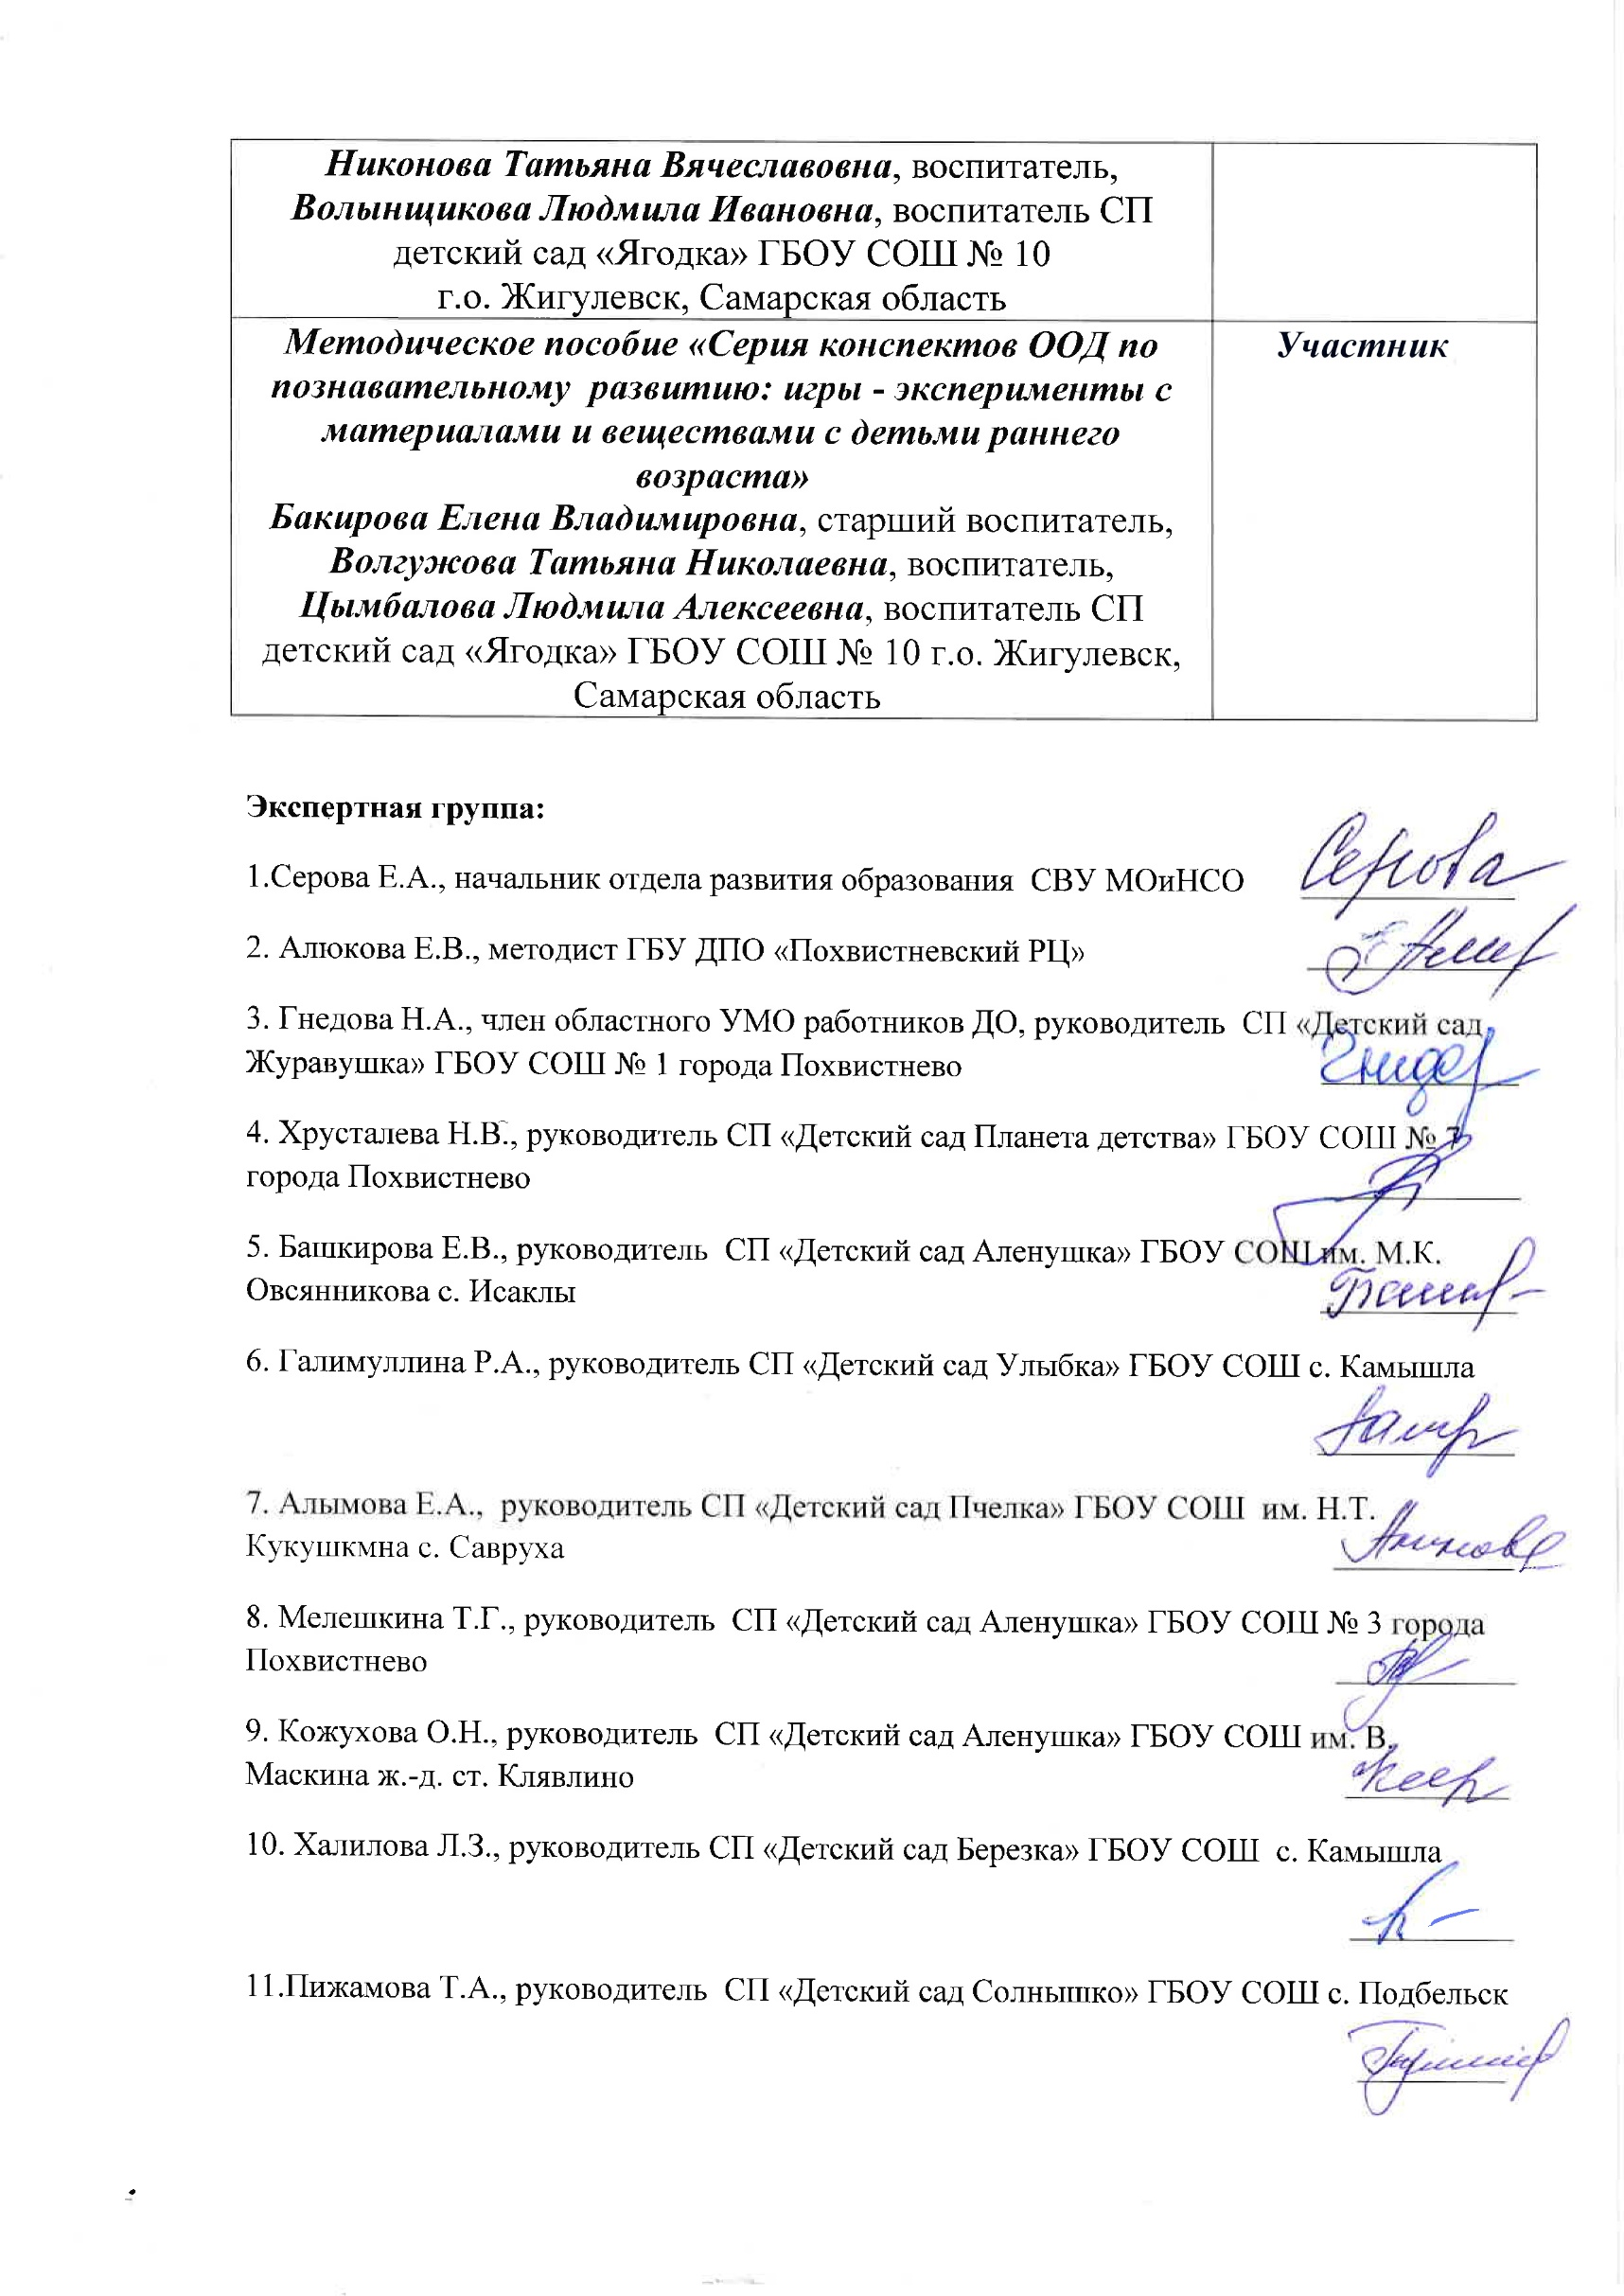 Никонова Татьяна Вячеславовна, воспитатель,
Волынщикова Людмила Ивановна, воспитатель СП
детский сад «Ягодка» ГБОУ СОШ № 10
г.о. Жигулевск, Самарская область
Методическое пособие «Серия конспектов ООД по
познавательному развитию: игры - эксперименты с
материалами и веществами с детьми раннего
возраста»
Бакирова Елена Владимировна, старший воспитатель,
Волгужова Татьяна Николаевна, воспитатель,
Цымбалова Людмила Алексеевна, воспитатель СП
детский сад «Ягодка» ГБОУ СОШ № 10 г.о. Жигулевск,
Самарская область
Участник
Экспертная группа:
1.Серова Е.А., начальник отдела развития образования СВУ МОиНСО
Серова
2. Алюкова Е.В., методист ГБУ ДПО «Похвистневский РЦ»
3. Гнедова Н.А., член областного УМО работников ДО, руководитель СП «Детский сад
Журавушка» ГБОУ СОШ № 1 города Похвистнево
4. Хрусталева Н.В., руководитель СП «Детский сад Планета детства» ГБОУ СОШ № 7
города Похвистнево
5. Башкирова Е.В., руководитель СП «Детский сад Аленушка» ГБОУ СОШ им. М.К.
Овсянникова с. Исаклы
6. Галимуллина Р.А., руководитель СП «Детский сад Улыбка» ГБОУ СОШ с. Камышла
7. Алымова Е.А., руководитель СП «Детский сад Пчелка» ГБОУ СОШ им. Н.Т.
Кукушкмна с. Савруха
8. Мелешкина Т.Г., руководитель СП «Детский сад Аленушка» ГБОУ СОШ № 3 города
Похвистнево
9. Кожухова О.Н., руководитель СП «Детский сад Аленушка» ГБОУ СОШ им. В.
Маскина ж.-д. ст. Клявлино
10. Халилова Л.З., руководитель СП «Детский сад Березка» ГБОУ СОШ с. Камышла
11.Пижамова Т.А., руководитель СП «Детский сад Солнышко» ГБОУ СОШ с. Подбельск